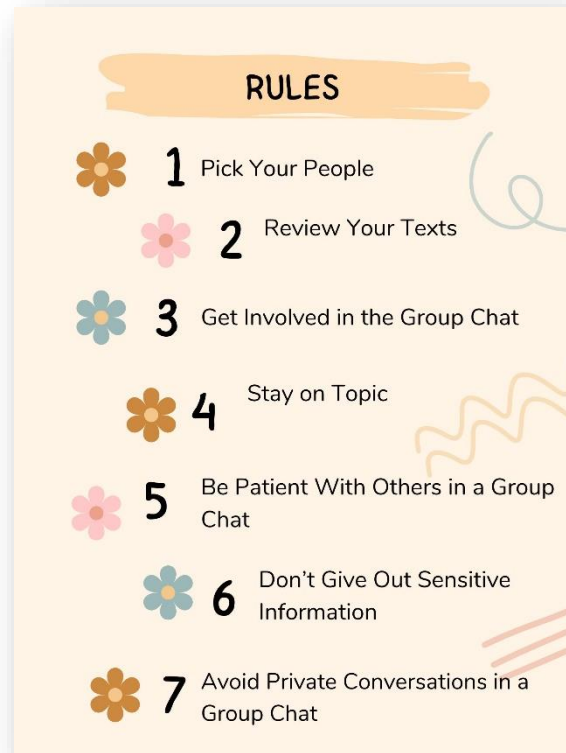 RULES
1 Pick Your People
2 Review Your Texts
3 Get Involved in the Group Chat
4 Stay on Topic
5 Be Patient With Others in a Group
Chat
6 Don’t Give Out Sensitive
Information
7 Avoid Private Conversations in a
Group Chat